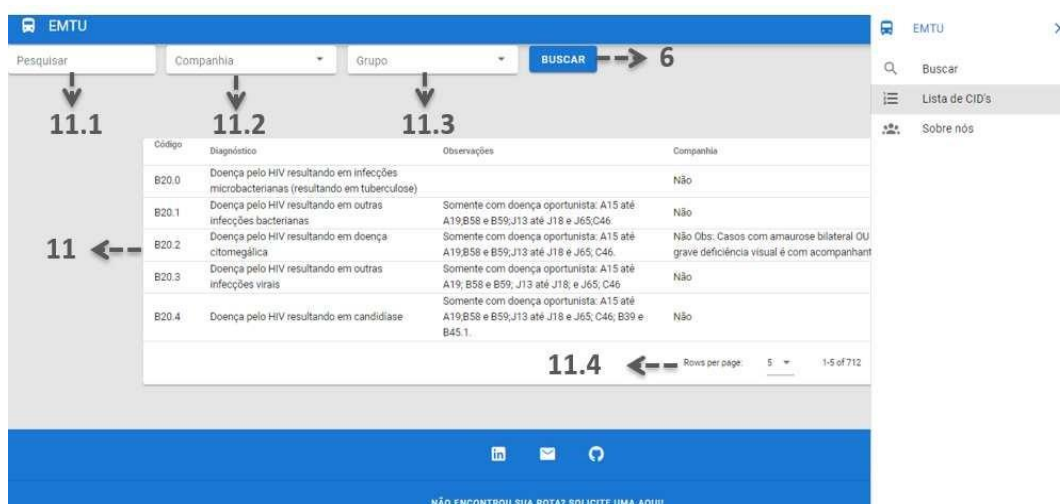 EMTU
EMTU
Pesquisar
Companhia
Grupo
BUSCAR
6
Buscar
Lista de CID's
Sobre nós
11.1
11.2
11.3
Código
Diagnóstico
Observações
Companhia
B20.0
Doença pelo HIV resultando em infecções
microbacterianas (resultando em tuberculose)
Não
B20.1
Doença pelo HIV resultando em outras
infecções bacterianas
Somente com doença oportunista: A15 até
A19;B58 e B59;J13 até J18 e J65;C46.
Não
11
B20.2
Doença pelo HIV resultando em doença
citomegálica
Somente com doença oportunista: A15 até
A19;B58 e B59;J13 até J18 e J65; C46.
Não Obs: Casos com amaurose bilateral OU
grave deficiência visual é com acompanhant
B20.3
Doença pelo HIV resultando em outras
infecções virais
Somente com doença oportunista: A15 até
A19; B58 e B59; J13 até J18; e J65; C46
Não
B20.4
Doença pelo HIV resultando em candidíase
Somente com doença oportunista: A15 até
A19;B58 e B59;J13 até J18 e J65; C46; B39 e
B45.1.
Não
11.4
Rows per page:
5
1-5 of 712
NÃO ENCONTROU SUA ROTA? SOLICITE UMA AQUI!